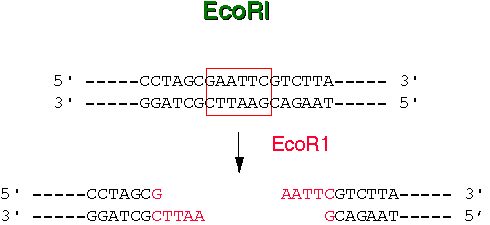 EcoRI
5' -----CCTAGCGAATTCGTCTTA----- 3'
3' -----GGATCGCTTAAGCAGAAT----- 5'
EcoR1
5' -----CCTAGCG AATTCGTCTTA----- 3'
3' -----GGATCGCTTAA GCAGAAT----- 5'